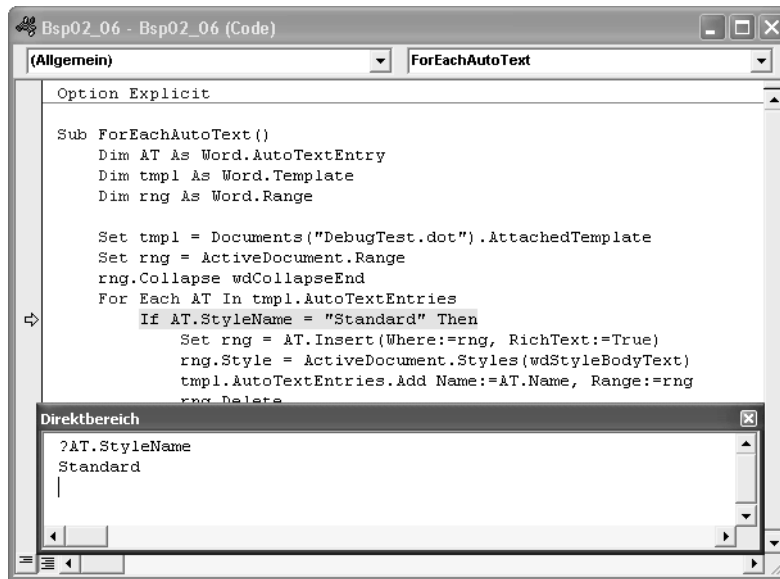 Bsp02_06 - Bsp02_06 (Code)
(Allgemein) ForEachAutoText
Option Explicit
Sub ForEachAutoText()
Dim AT As Word.AutoTextEntry
Dim tmpl As Word.Template
Dim rng As Word.Range
Set tmpl = Documents("DebugTest.dot").AttachedTemplate
Set rng = ActiveDocument.Range
rng.Collapse wdCollapseEnd
For Each AT In tmpl.AutoTextEntries
If AT.StyleName = "Standard" Then
Set rng = AT.Insert(Where:=rng, RichText:=True)
rng.Style = ActiveDocument.Styles(wdStyleBodyText)
tmpl.AutoTextEntries.Add Name:=AT.Name, Range:=rng
rng.Delete
Direktbereich
?AT.StyleName
Standard